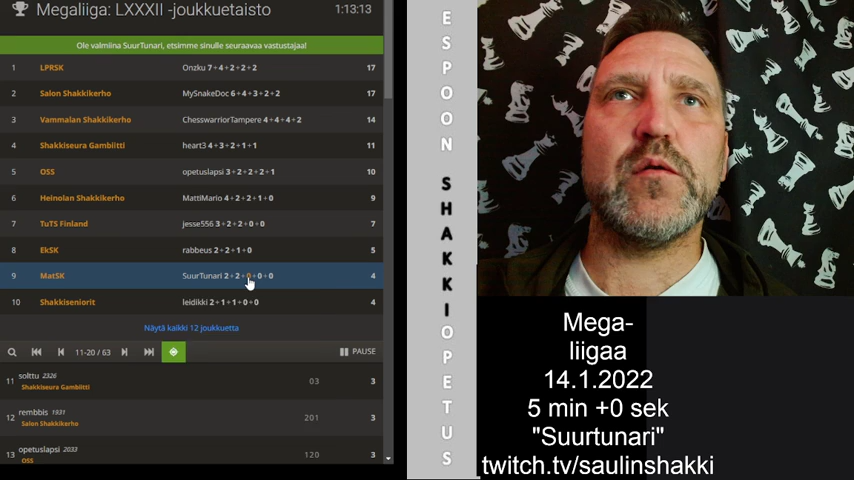 Megaliiga: LXXXII -joukkuetaisto 1:13:13
Ole valmiina SuurTunari, etsimme sinulle seuraavaa vastustajaa!
1 LPRSK Onzku 7+4+2+2+2 17
2 Salon Shakkikerho MySnakeDoc 6+4+3+2+2 17
3 Vammalan Shakkikerho ChesswarriorTampere 4+4+4+2 14
4 Shakkiseura Gambiitti heart3 4+3+2+1+1 11
5 OSS opetuslapsi 3+2+2+2+1 10
6 Heinolan Shakkikerho MattiMario 4+2+2+1+0 9
7 TuTS Finland jesse556 3+2+2+0+0 7
8 EkSK rabbeus 2+2+1+0 5
9 MatSK SuurTunari 2+2+0+0+0 4
10 Shakkiseniorit leidikki 2+1+1+0+0 4
Näytä kaikki 12 joukkuetta
11-20 / 63 PAUSE
11 solttu 2326 03 3
Shakkiseura Gambiitti
12 rembbis 1931 201 3
Salon Shakkikerho
13 opetuslapsi 2033 120 3
OSS
ESPOON SHAKKIOPETUS
Mega-
liigaa
14.1.2022
5 min +0 sek
"Suurtunari"
twitch.tv/saulinshakki